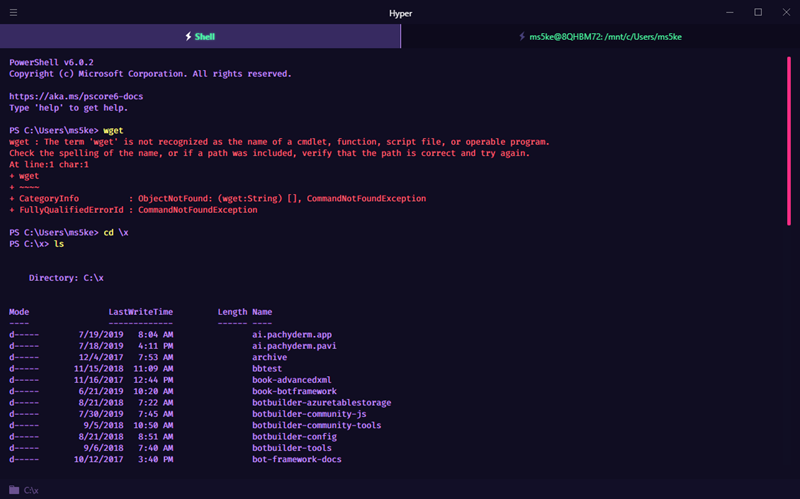 Hyper
Shell
ms5ke@8QHBM72: /mnt/c/Users/ms5ke
PowerShell v6.0.2
Copyright (c) Microsoft Corporation. All rights reserved.
https://aka.ms/pscore6-docs
Type 'help' to get help.
PS C:\Users\ms5ke> wget
wget : The term 'wget' is not recognized as the name of a cmdlet, function, script file, or operable program.
Check the spelling of the name, or if a path was included, verify that the path is correct and try again.
At line:1 char:1
+ wget
+ ~~~~
+ CategoryInfo          : ObjectNotFound: (wget:String) [], CommandNotFoundException
+ FullyQualifiedErrorId : CommandNotFoundException
PS C:\Users\ms5ke> cd \x
PS C:\x> ls
Directory: C:\x
Mode                LastWriteTime         Length Name
----                -------------         ------ ----
d-----        7/19/2019   8:04 AM                ai.pachyderm.app
d-----        7/18/2019   4:11 PM                ai.pachyderm.pavi
d-----        12/4/2017   7:53 AM                archive
d-----       11/15/2018  11:09 AM                bbtest
d-----       11/16/2017  12:44 PM                book-advancedxml
d-----        6/21/2019  10:20 AM                book-botframework
d-----        8/21/2018   7:22 AM                botbuilder-azuretablestorage
d-----        7/30/2019   7:45 AM                botbuilder-community-js
d-----         9/5/2018  10:50 AM                botbuilder-community-tools
d-----        8/21/2018   8:51 AM                botbuilder-config
d-----         9/6/2018   7:40 AM                botbuilder-tools
d-----       10/12/2017   3:40 PM                bot-framework-docs
C:\x